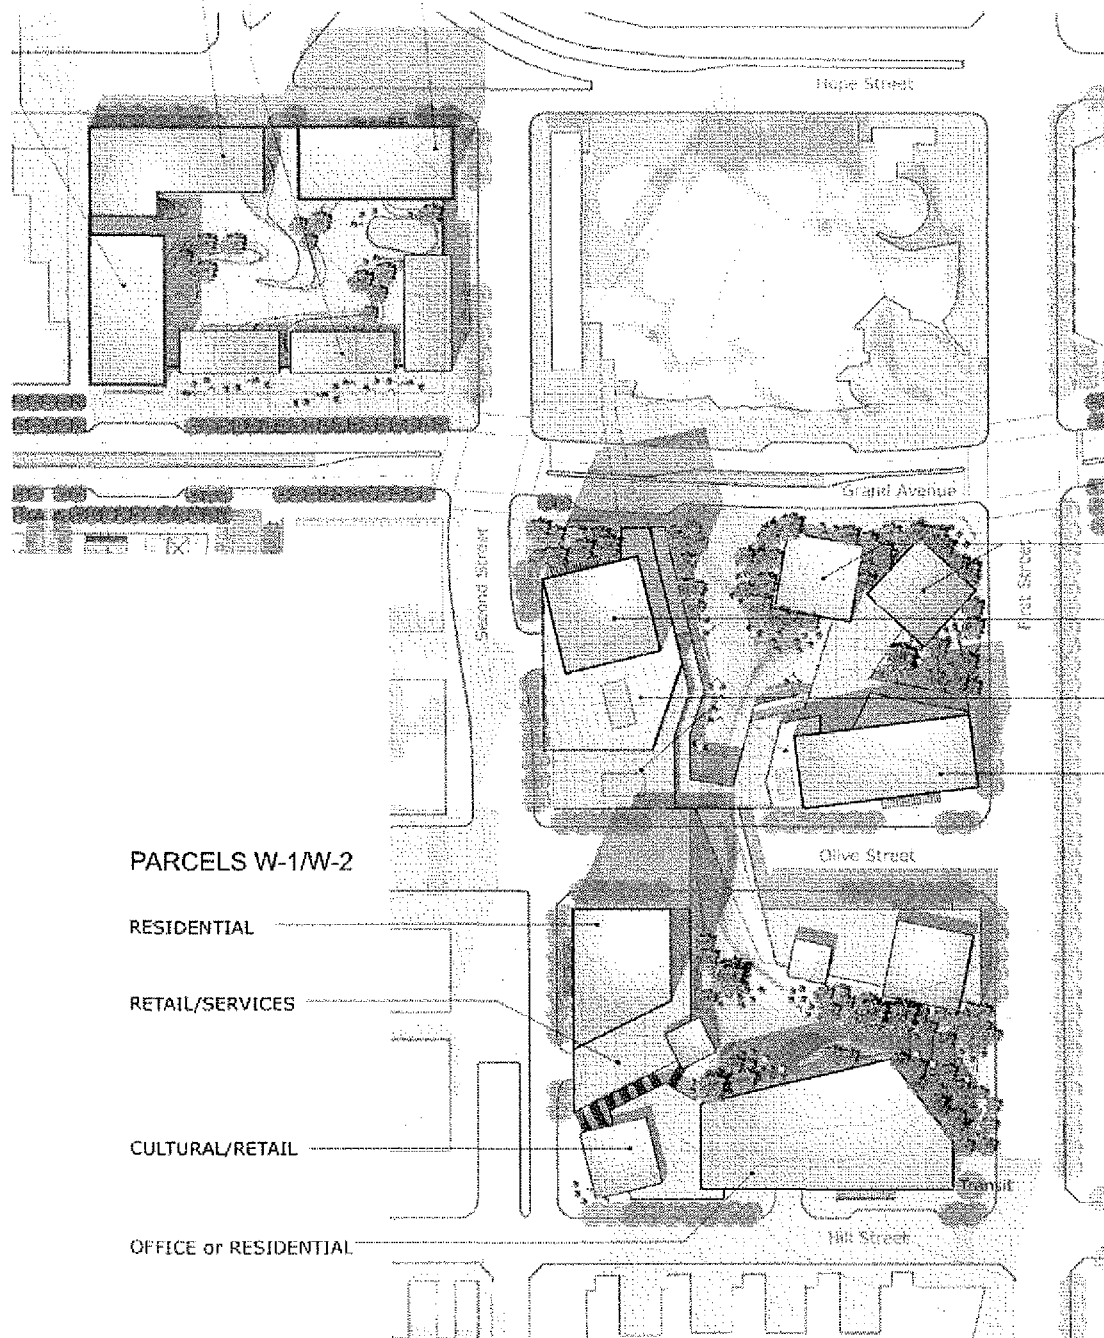 Hope Street
Grand Avenue
Second Street
First Street
Olive Street
PARCELS W-1/W-2
RESIDENTIAL
RETAIL/SERVICES
CULTURAL/RETAIL
Transit
Hill Street
OFFICE or RESIDENTIAL